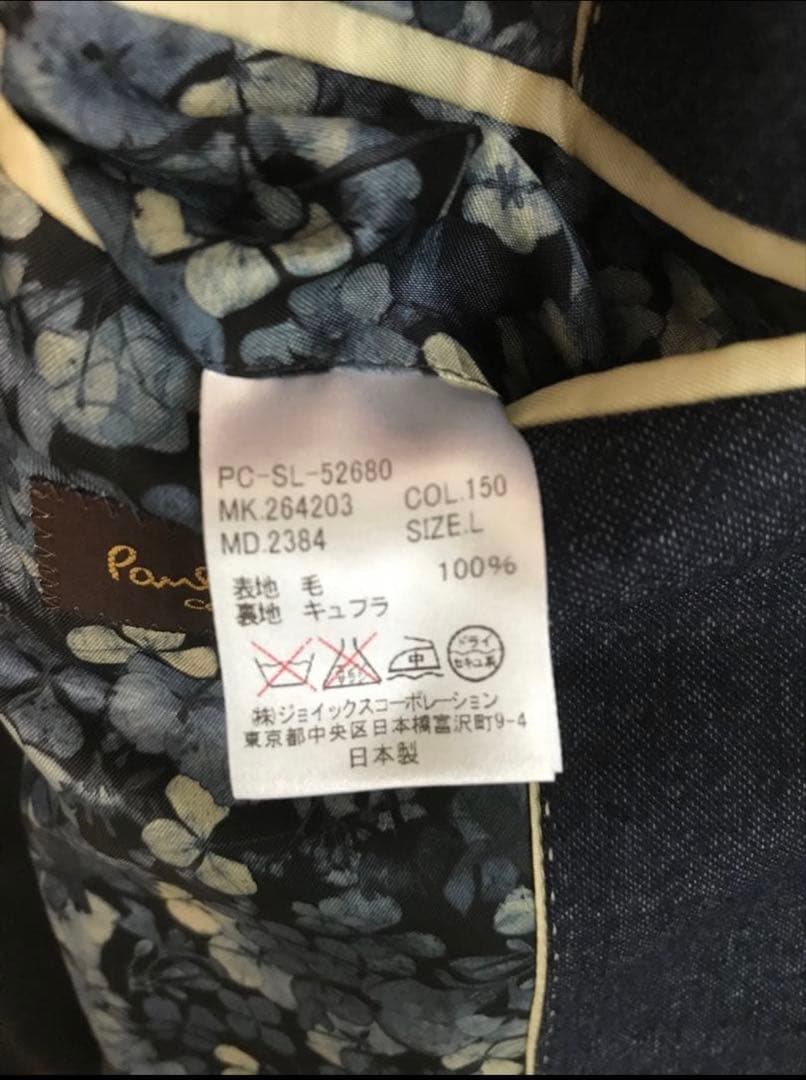 PC-SL-52680
MK.264203 COL.150
MD.2384 SIZE.L
表地 毛 100%
裏地 キュプラ
中 ドライ
セキユ系
(株)ジョイックスコーポレーション
東京都中央区日本橋富沢町9-4
日本製
Paul